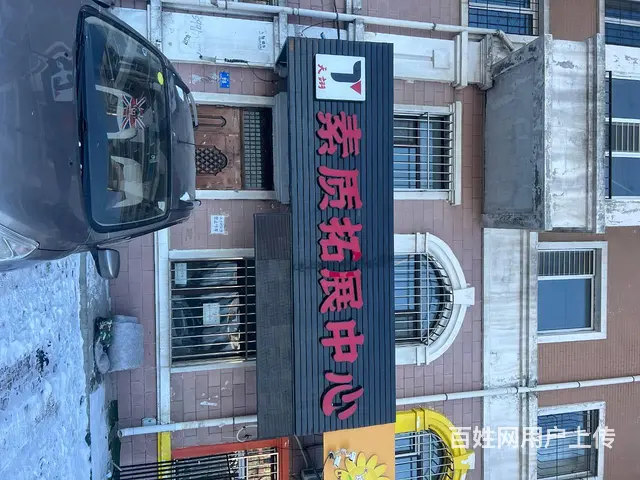 天翊
素质拓展中心
百姓网用户上传